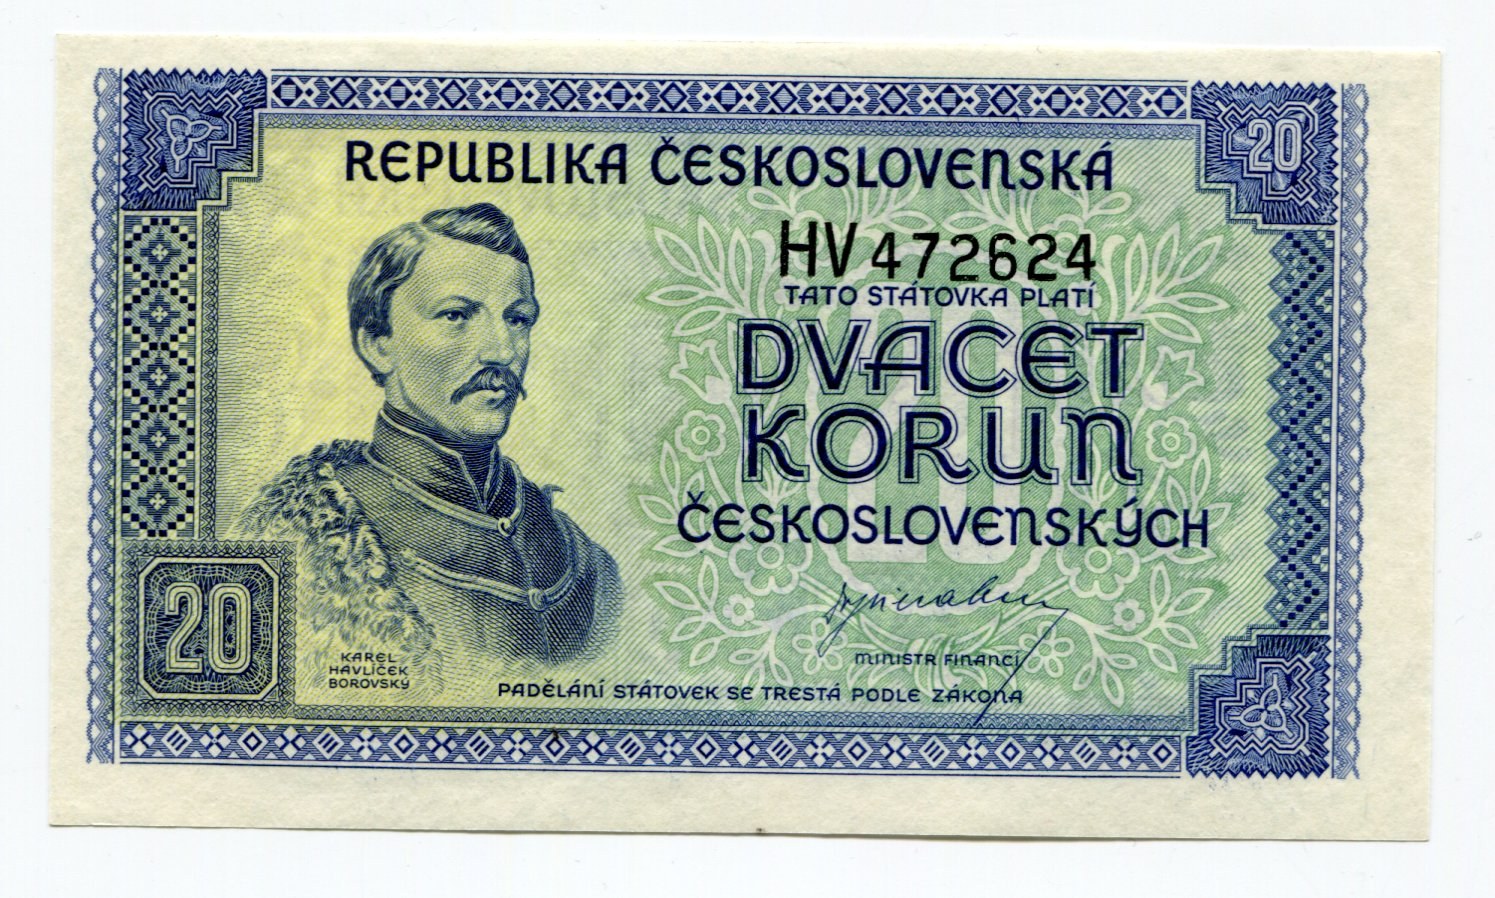 REPUBLIKA ČESKOSLOVENSKÁ
20
HV 472624
TATO STÁTOVKA PLATÍ
DVACET
KORUN
ČESKOSLOVENSKÝCH
20
20
KAREL
HAVLÍČEK
BOROVSKÝ
MINISTR FINANCÍ
PADĚLÁNÍ STÁTOVEK SE TRESTÁ PODLE ZÁKONA